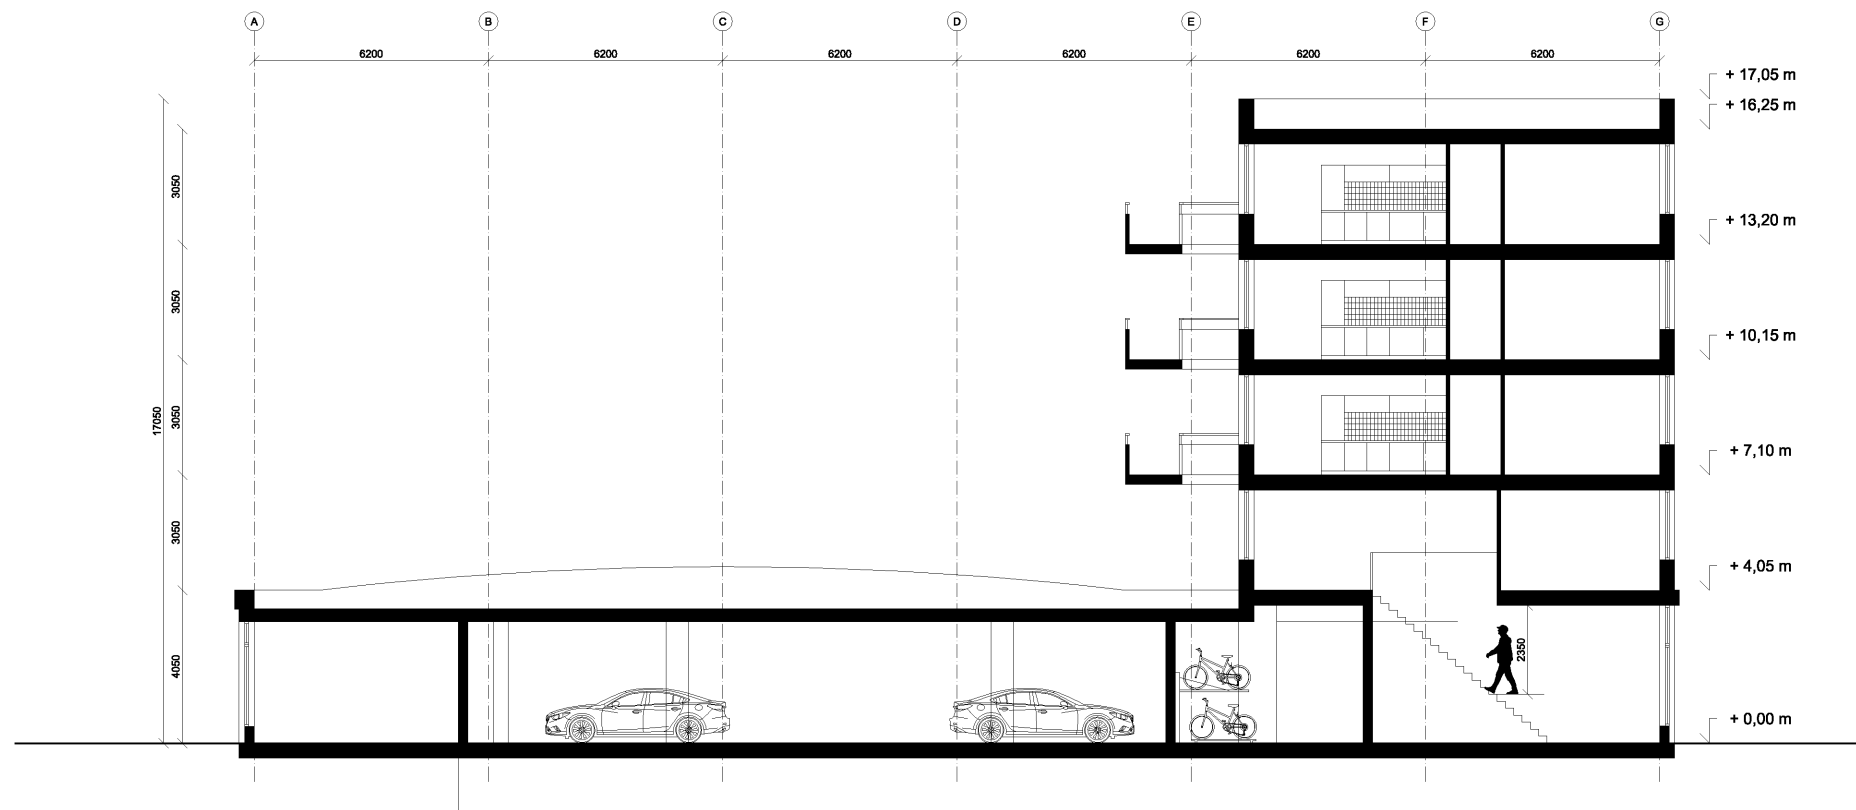 A B C D E F G
6200 6200 6200 6200 6200 6200
+ 17,05 m
+ 16,25 m
3050
+ 13,20 m
3050
+ 10,15 m
17050
3050
+ 7,10 m
3050
+ 4,05 m
4050
2350
+ 0,00 m